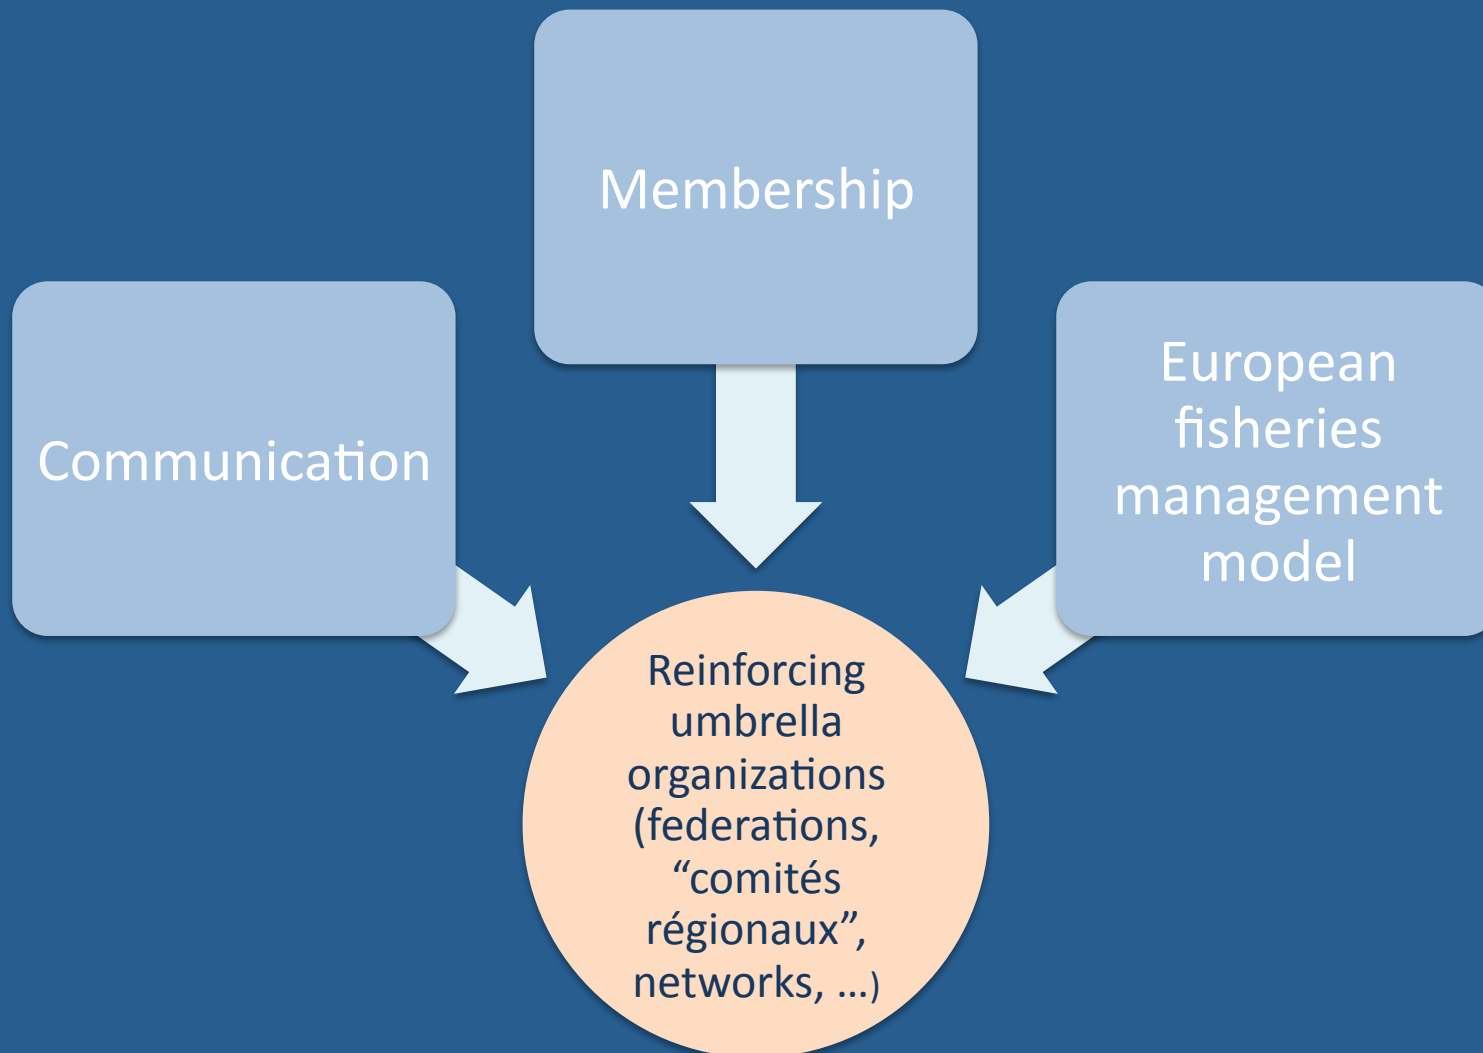 Membership
Communication
European
fisheries
management
model
Reinforcing
umbrella
organizations
(federations,
“comités
régionaux”,
networks, ...)